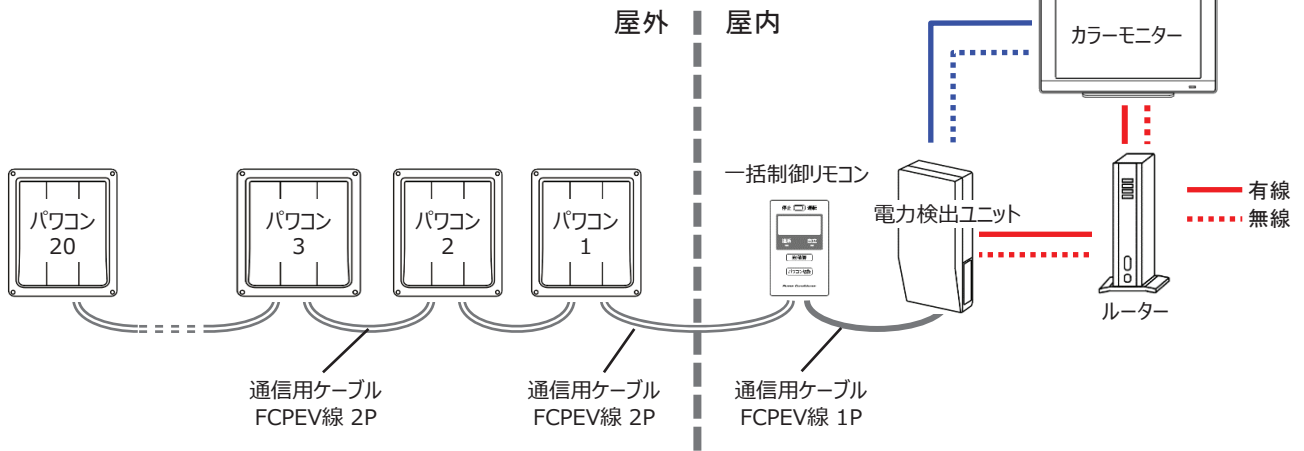 屋外
屋内
カラーモニター
一括制御リモコン
電力検出ユニット
ルーター
有線
無線
パワコン
20
パワコン
3
パワコン
2
パワコン
1
通信用ケーブル
FCPEV線 2P
通信用ケーブル
FCPEV線 2P
通信用ケーブル
FCPEV線 1P